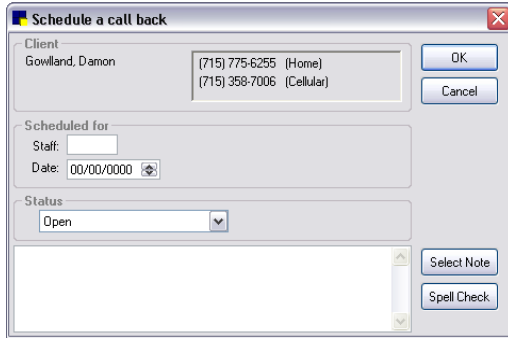 Schedule a call back
Client
Gowlland, Damon
(715) 775-6255 (Home)
(715) 358-7006 (Cellular)
OK
Cancel
Scheduled for
Staff:
Date: 00/00/0000
Status
Open
Select Note
Spell Check